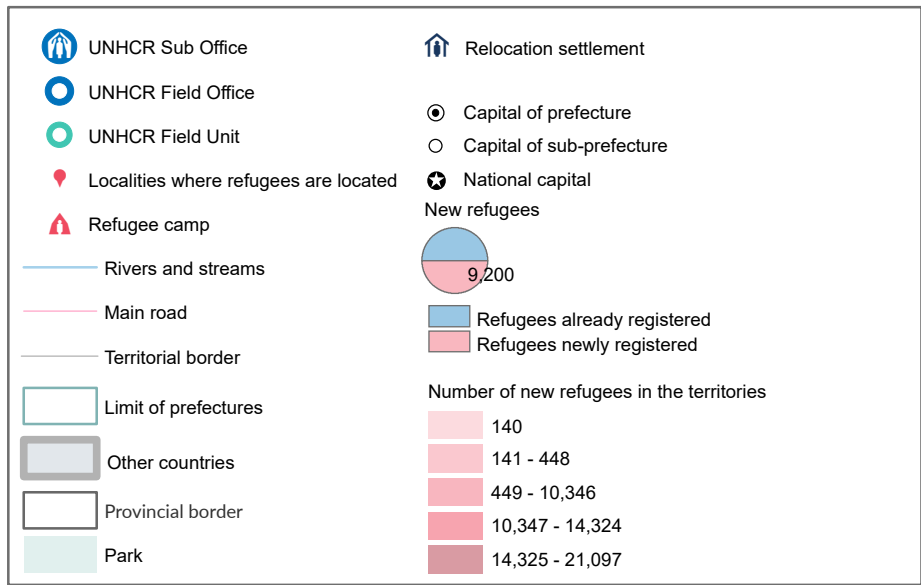 UNHCR Sub Office
UNHCR Field Office
UNHCR Field Unit
Localities where refugees are located
Refugee camp
Rivers and streams
Main road
Territorial border
Limit of prefectures
Other countries
Provincial border
Park
Relocation settlement
Capital of prefecture
Capital of sub-prefecture
National capital
New refugees
9,200
Refugees already registered
Refugees newly registered
Number of new refugees in the territories
140
141 - 448
449 - 10,346
10,347 - 14,324
14,325 - 21,097